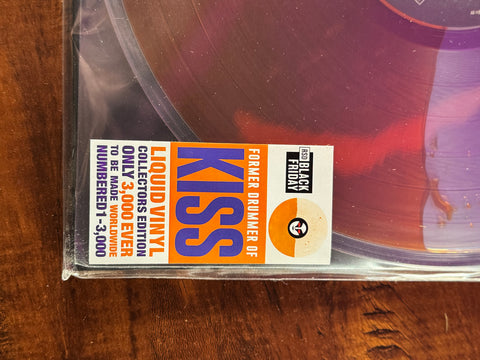 FORMER DRUMMER OF
KISS
LIQUID VINYL
COLLECTORS EDITION
ONLY 3,000 EVER
TO BE MADE WORLDWIDE
NUMBERED 1-3,000
RSD BLACK
FRIDAY